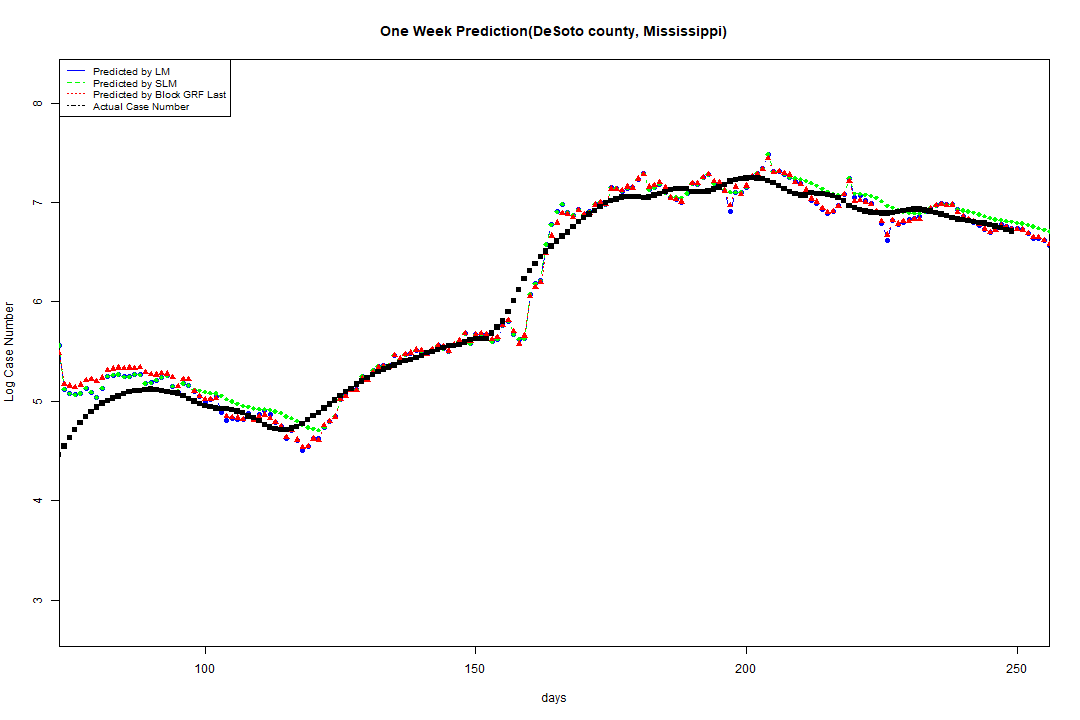 One Week Prediction(DeSoto county, Mississippi)
Predicted by LM
Predicted by SLM
Predicted by Block GRF Last
Actual Case Number
8
7
6
5
4
3
Log Case Number
100
150
200
250
days